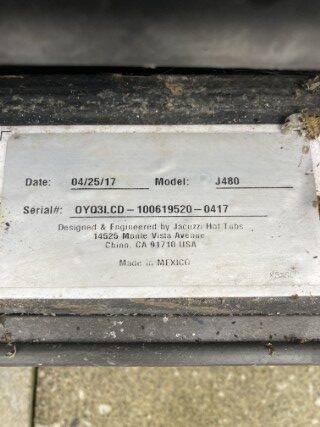 Date: 04/25/17 Model: J480
Serial#: OYQ3LCD-100619520-0417
Designed & Engineered by Jacuzzi Hot Tubs
14525 Monte Vista Avenue
Chino, CA 91710 USA
Made in MEXICO